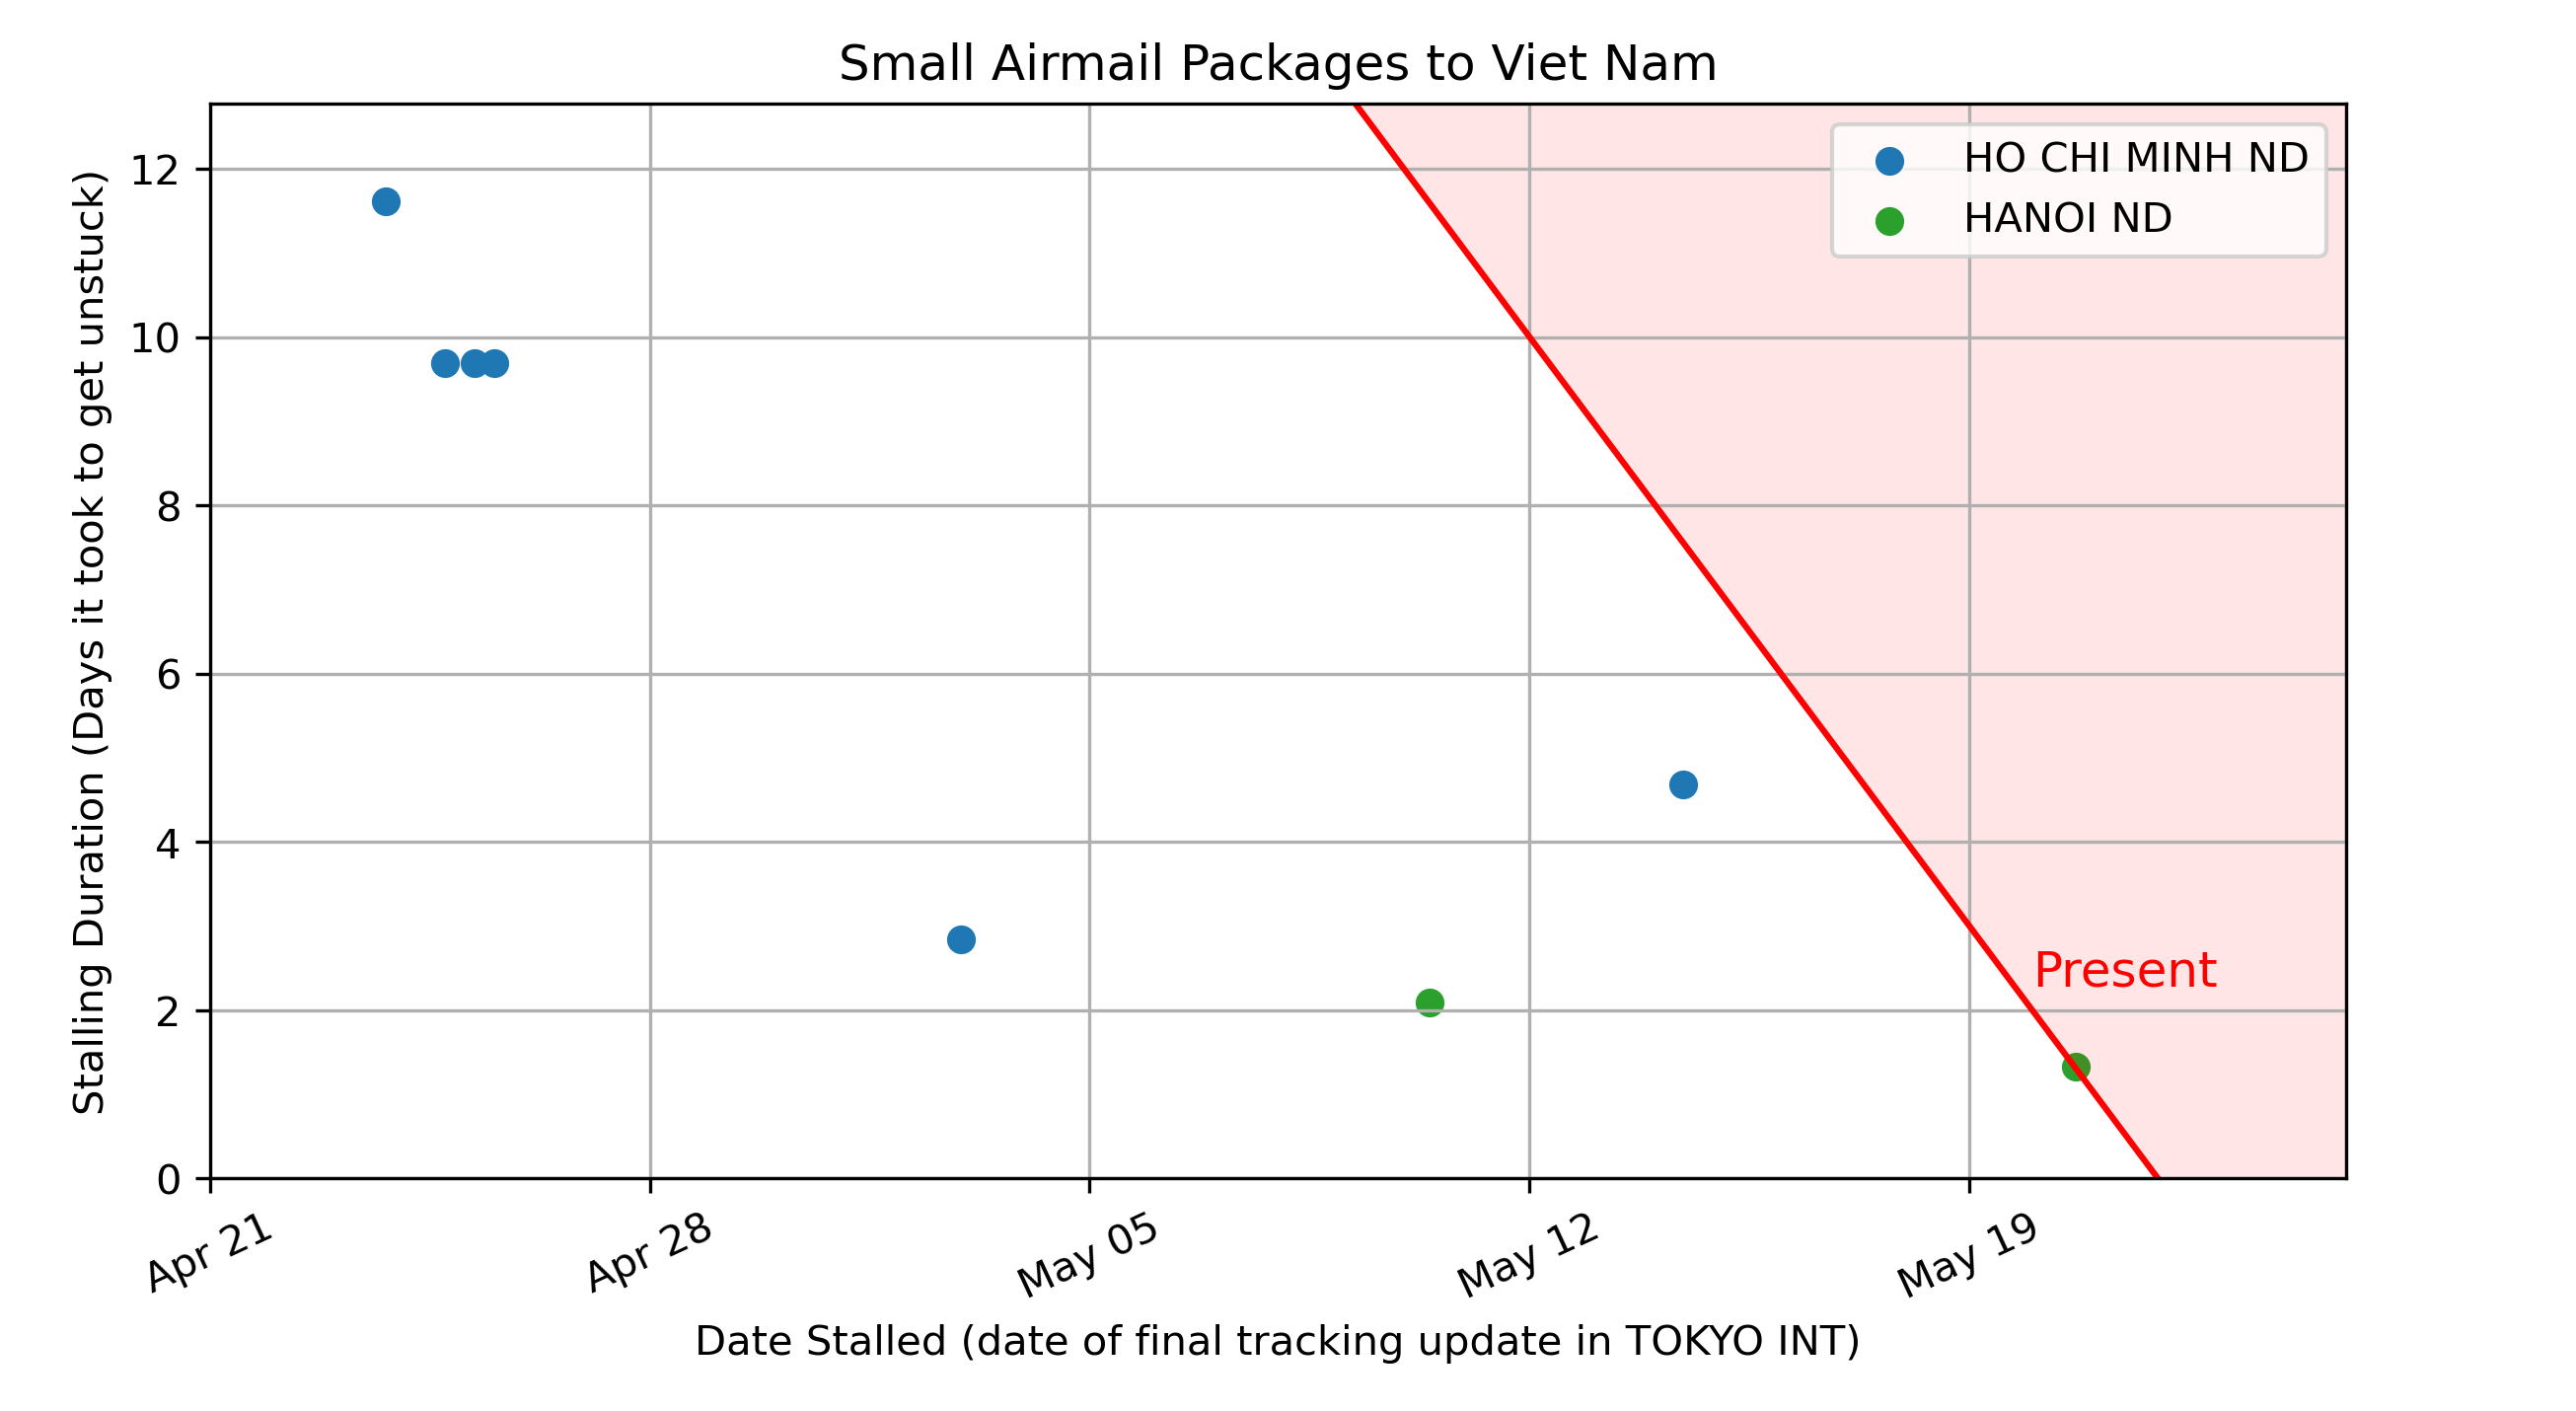 Small Airmail Packages to Viet Nam
HO CHI MINH ND
HANOI ND
Stalling Duration (Days it took to get unstuck)
12
10
8
6
4
2
0
Present
Apr 21
Apr 28
May 05
May 12
May 19
Date Stalled (date of final tracking update in TOKYO INT)